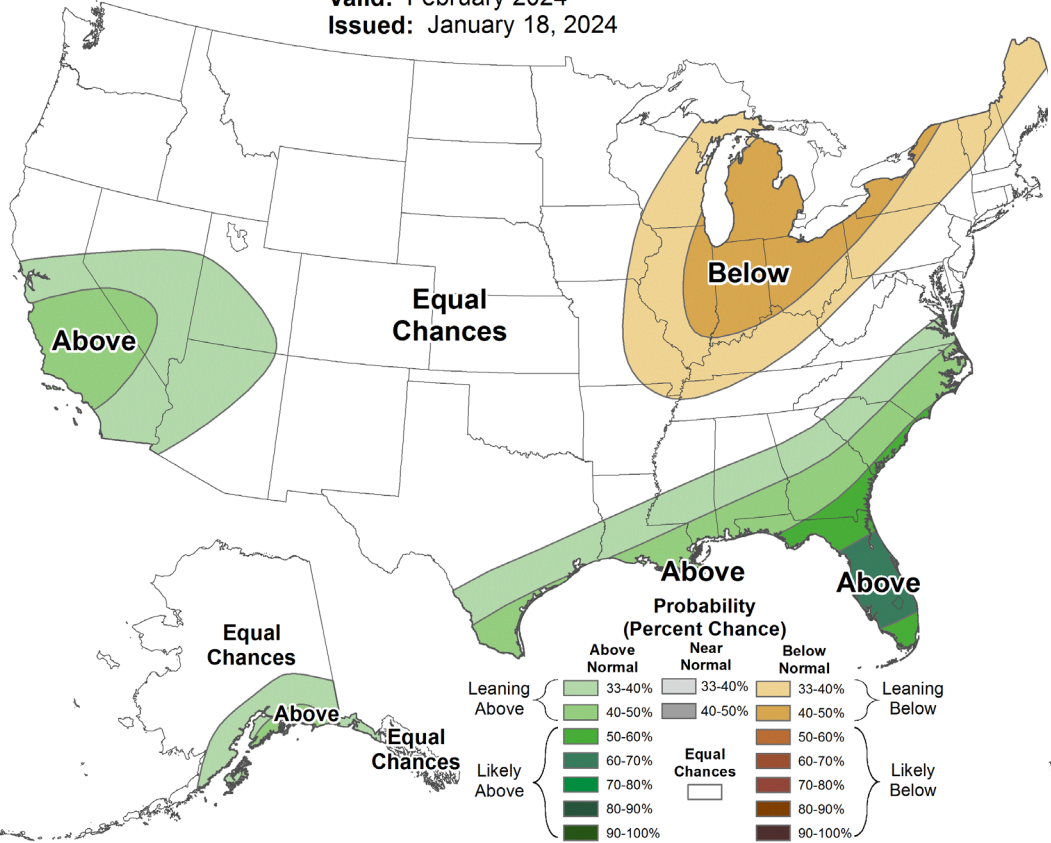 Valid: February 2024
Issued: January 18, 2024
Below
Equal
Chances
Above
Above
Above
Equal
Chances
Above
Equal
Chances
Probability
(Percent Chance)
Above
Normal
Near
Normal
Below
Normal
Leaning
Above
33-40%
33-40%
33-40%
Leaning
Below
40-50%
40-50%
40-50%
50-60%
50-60%
Likely
Above
60-70%
Equal
Chances
60-70%
Likely
Below
70-80%
70-80%
80-90%
80-90%
90-100%
90-100%